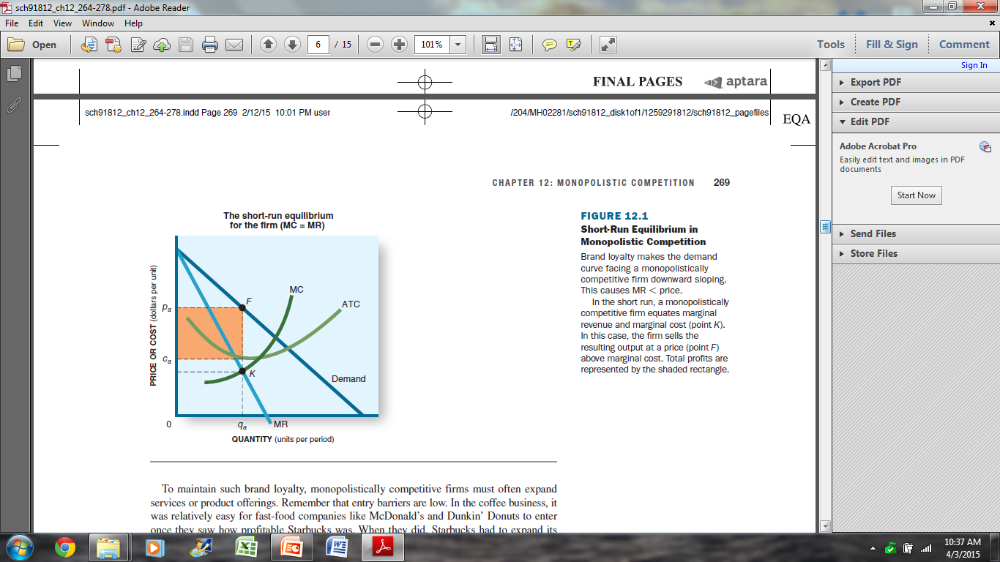 sch91812_ch12_264-278.pdf - Adobe Reader
File Edit View Window Help
Open 6 / 15 101% Tools Fill & Sign Comment
Sign In
FINAL PAGES aptara
sch91812_ch12_264-278.indd Page 269 2/12/15 10:01 PM user /204/MH02281/sch91812_disk1of1/1259291812/sch91812_pagefiles EQA
Export PDF
Create PDF
Edit PDF
Adobe Acrobat Pro
Easily edit text and images in PDF
documents
Start Now
Send Files
Store Files
CHAPTER 12: MONOPOLISTIC COMPETITION 269
The short-run equilibrium
for the firm (MC = MR)
PRICE OR COST (dollars per unit)
pa
F
MC
ATC
ca
K
Demand
0
qa
MR
QUANTITY (units per period)
FIGURE 12.1
Short-Run Equilibrium in
Monopolistic Competition
Brand loyalty makes the demand
curve facing a monopolistically
competitive firm downward sloping.
This causes MR < price.
In the short run, a monopolistically
competitive firm equates marginal
revenue and marginal cost (point K).
In this case, the firm sells the
resulting output at a price (point F)
above marginal cost. Total profits are
represented by the shaded rectangle.
To maintain such brand loyalty, monopolistically competitive firms must often expand
services or product offerings. Remember that entry barriers are low. In the coffee business, it
was relatively easy for fast-food companies like McDonald's and Dunkin' Donuts to enter
once they saw how profitable Starbucks was. When they did, Starbucks had to expand its
10:37 AM
4/3/2015